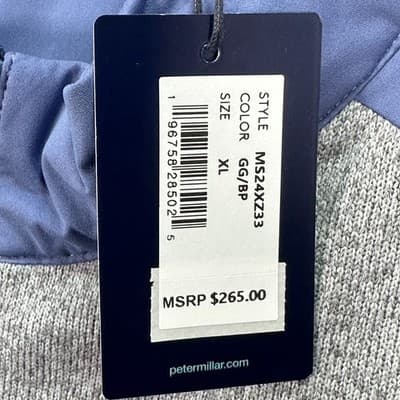 STYLE MS24XZ33
COLOR GG/BP
SIZE XL
1 96758 28502 5
MSRP $265.00
petermillar.com